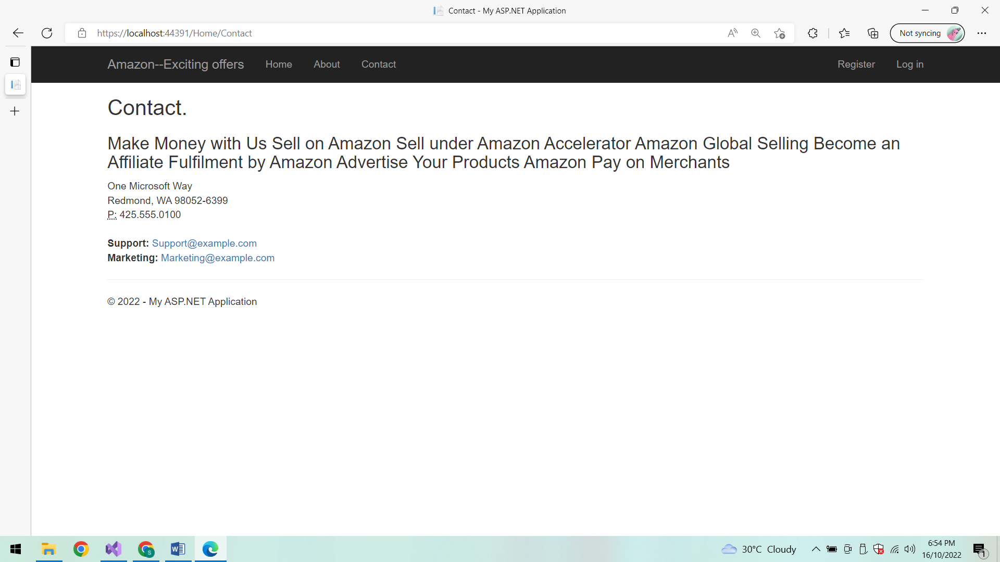 Contact - My ASP.NET Application
https://localhost:44391/Home/Contact
Not syncing
Amazon--Exciting offers Home About Contact Register Log in
Contact.
Make Money with Us Sell on Amazon Sell under Amazon Accelerator Amazon Global Selling Become an
Affiliate Fulfilment by Amazon Advertise Your Products Amazon Pay on Merchants
One Microsoft Way
Redmond, WA 98052-6399
P: 425.555.0100
Support: Support@example.com
Marketing: Marketing@example.com
© 2022 - My ASP.NET Application
30°C Cloudy
6:54 PM
16/10/2022
1